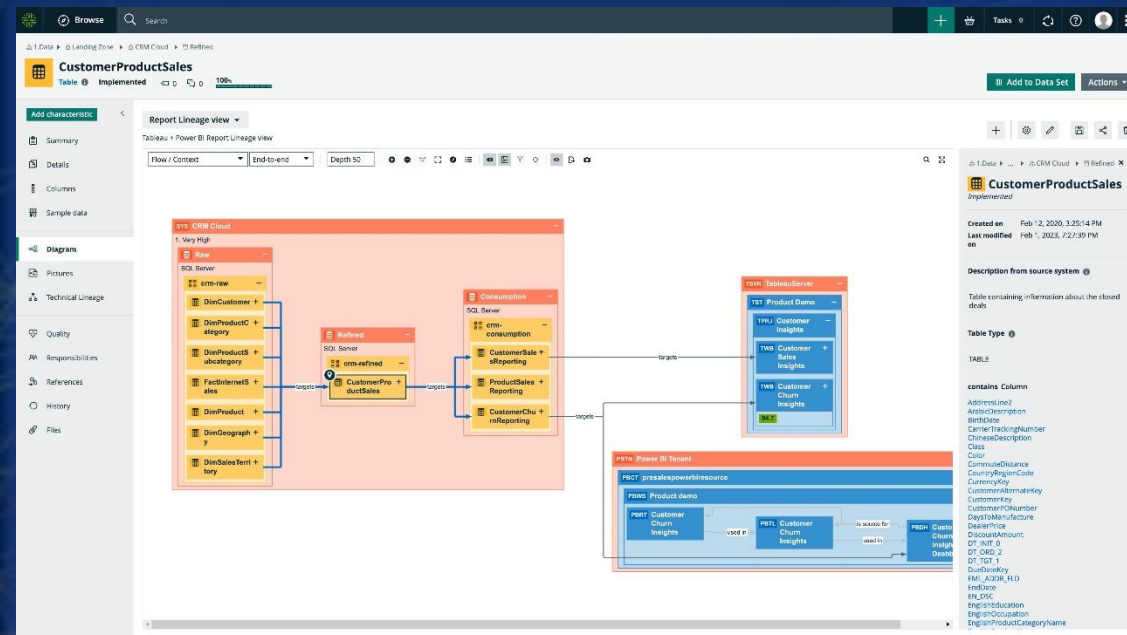 Browse
Search
Tasks 0
1.Data ▸ Landing Zone ▸ CRM Cloud ▸ Refined
CustomerProductSales
Table Implemented 0 0 100%
Add to Data Set
Actions
Add characteristic
Summary
Details
Columns
Sample data
Diagram
Pictures
Technical Lineage
Quality
Responsibilities
References
History
Files
Report Lineage view
Tableau + Power BI Report Lineage view
Flow / Context
End-to-end
Depth 50
SYS CRM Cloud
1. Very High
Raw
SQL Server
crm-raw
DimCustomer
DimProductC
ategory
DimProductS
ubcategory
FactInternetS
ales
DimProduct
DimGeograph
y
DimSalesTerri
tory
targets
Refined
SQL Server
crm-refined
CustomerPro
ductSales
targets
Consumption
SQL Server
crm-
consumption
CustomerSale
sReporting
ProductSales
Reporting
CustomerChu
rnReporting
targets
targets
TSVR TableauServer
TST Product Demo
TPRJ Customer
Insights
TWB Customer
Sales
Insights
TWB Customer
Churn
Insights
94.7
PBTN Power BI Tenant
PBCT presalespowerbiresource
PBWS Product demo
PBRT Customer
Churn
Insights
used in
PBTL Customer
Churn
Insights
is source for
used in
PBDH Custo
Churn
Insigh
Dashb
1.Data ▸ ... ▸ CRM Cloud ▸ Refined
CustomerProductSales
Implemented
Created on Feb 12, 2020, 3:25:14 PM
Last modified on Feb 1, 2023, 7:27:39 PM
Description from source system
Table containing information about the closed
deals
Table Type
TABLE
contains Column
AddressLine2
ArabicDescription
BirthDate
CarrierTrackingNumber
ChineseDescription
Class
Color
CommuteDistance
CountryRegionCode
CurrencyKey
CustomerAlternateKey
CustomerKey
CustomerPONumber
DaysToManufacture
DealerPrice
DiscountAmount
DT_INIT_0
DT_ORD_2
DT_TGT_1
DueDateKey
EML_ADDR_FLD
EndDate
EN_DSC
EnglishEducation
EnglishOccupation
EnglishProductCategoryName